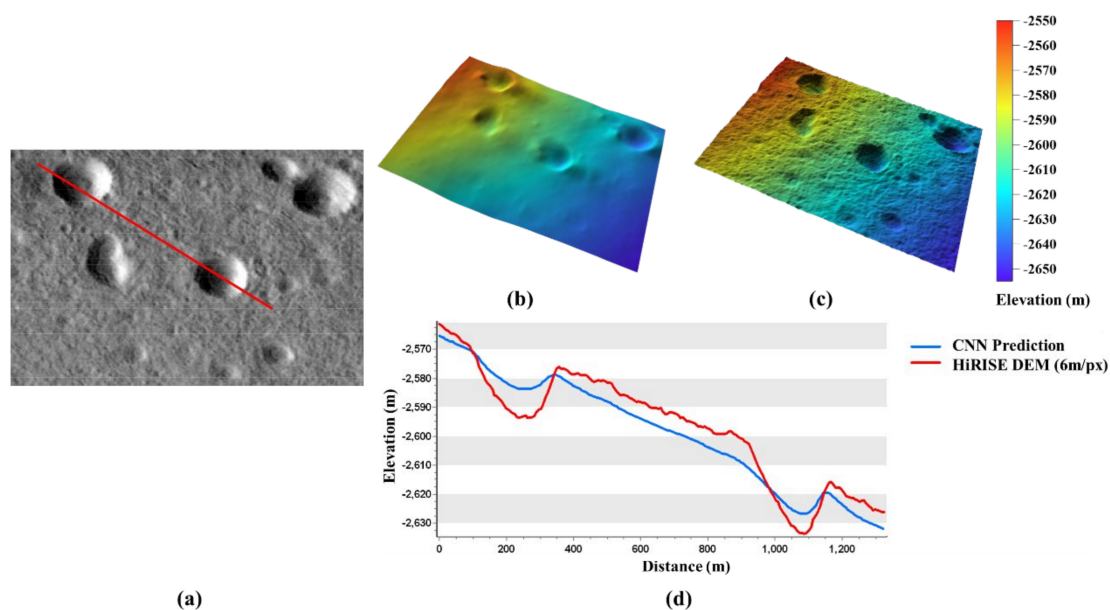 -2550
-2560
-2570
-2580
-2590
-2600
-2610
-2620
-2630
-2640
-2650
Elevation (m)
(b)
(c)
CNN Prediction
HiRISE DEM (6m/px)
Elevation (m)
-2,570
-2,580
-2,590
-2,600
-2,610
-2,620
-2,630
0
200
400
600
800
1,000
1,200
Distance (m)
(a)
(d)